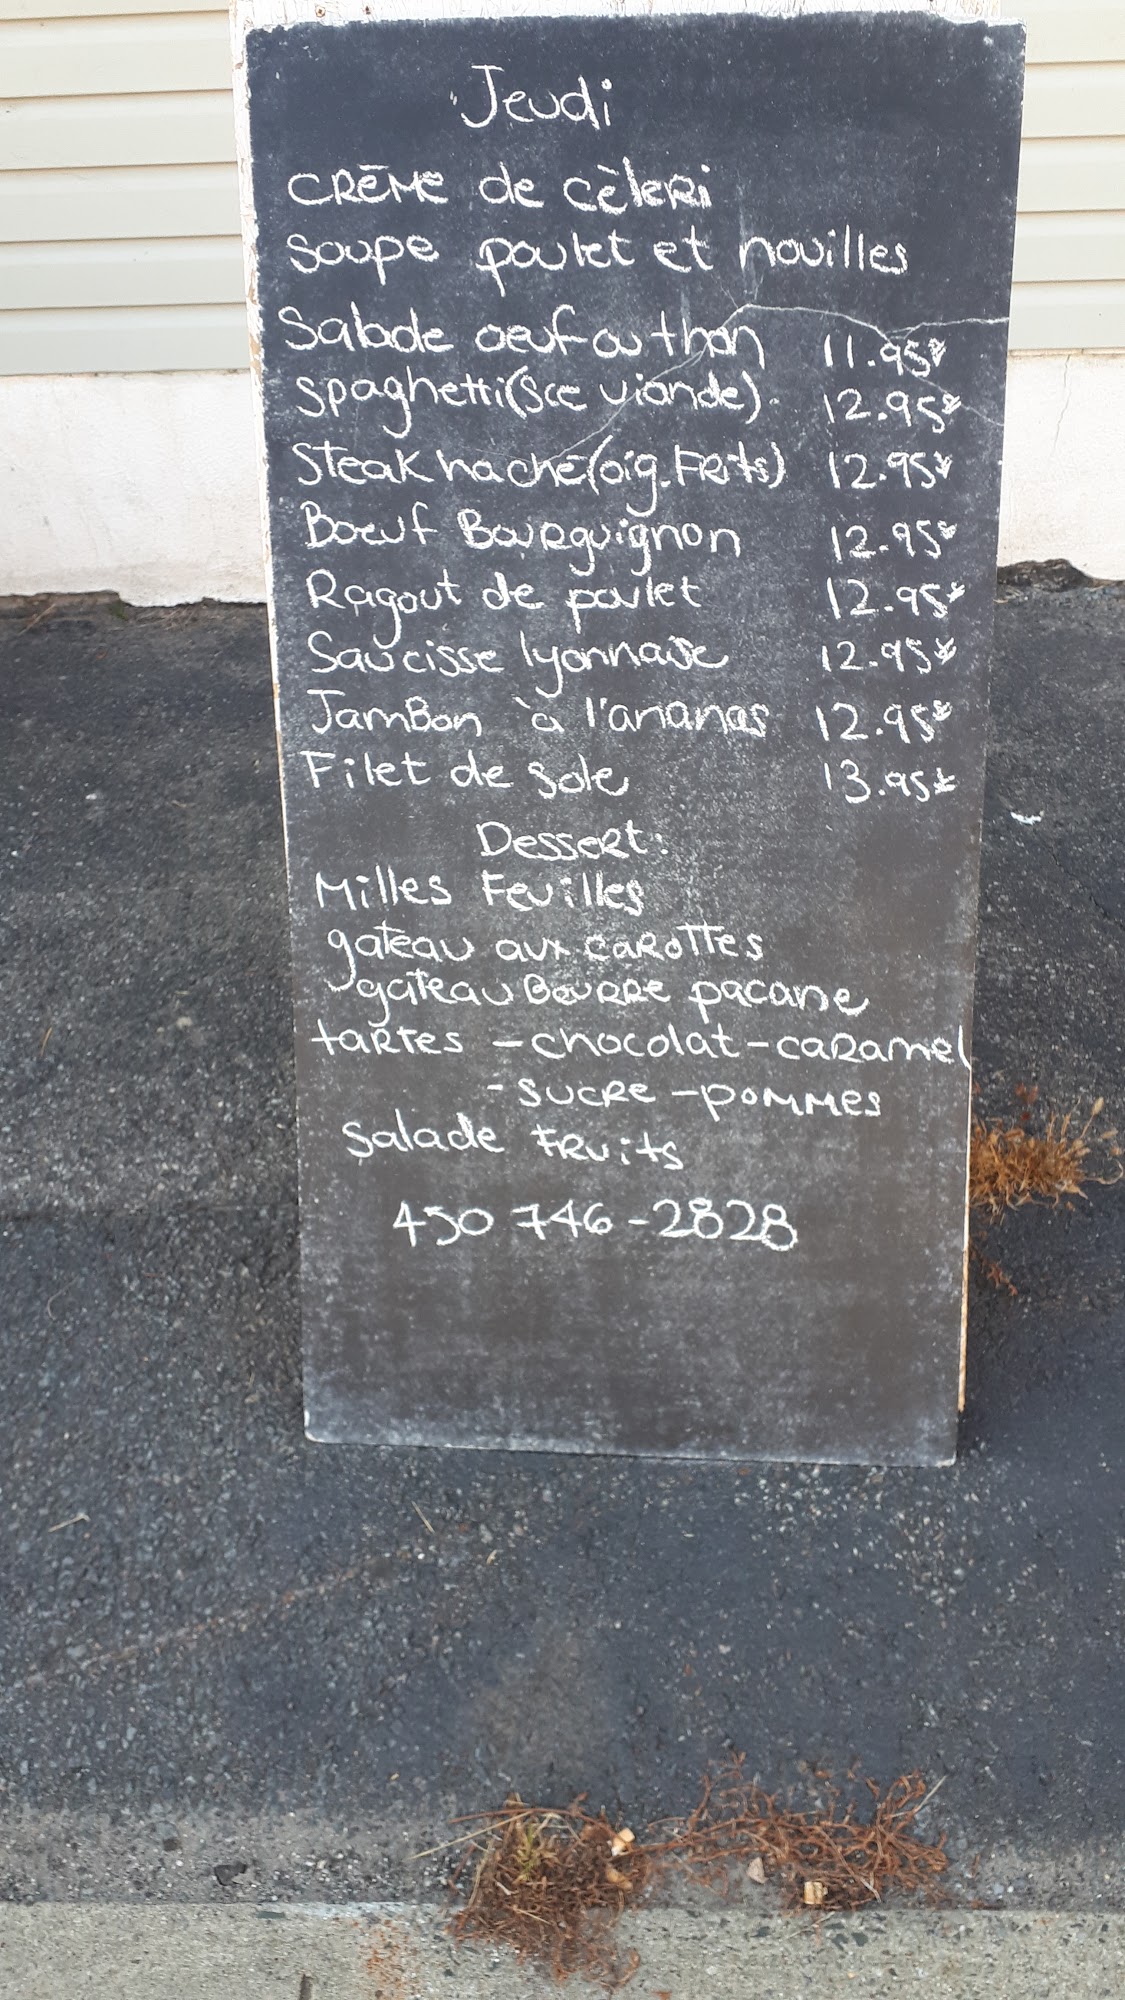 Jeudi
CRÈME de CÈleRi
Soupe poulet et nouilles
Salade oeuf ou thon 11.95$
Spaghetti (Sce viande) 12.95$
Steak haché (oig. FRits) 12.95$
Boeuf BouRguignon 12.95$
Ragout de poulet 12.95$
Saucisse lyonnaise 12.95$
JamBon à l'ananas 12.95$
Filet de sole 13.95$
DesseRt:
Milles Feuilles
gateau aux caRoTTes
gateau BouRRe pacane
taRTes - chocolat - caRamel
- sucRe - pommes
Salade FRuits
450 746-2828